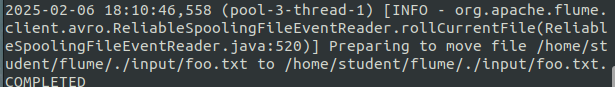 2025-02-06 18:10:46,558 (pool-3-thread-1) [INFO - org.apache.flume.
client.avro.ReliableSpoolingFileEventReader.rollCurrentFile(Reliabl
eSpoolingFileEventReader.java:520)] Preparing to move file /home/st
udent/flume/./input/foo.txt to /home/student/flume/./input/foo.txt.
COMPLETED